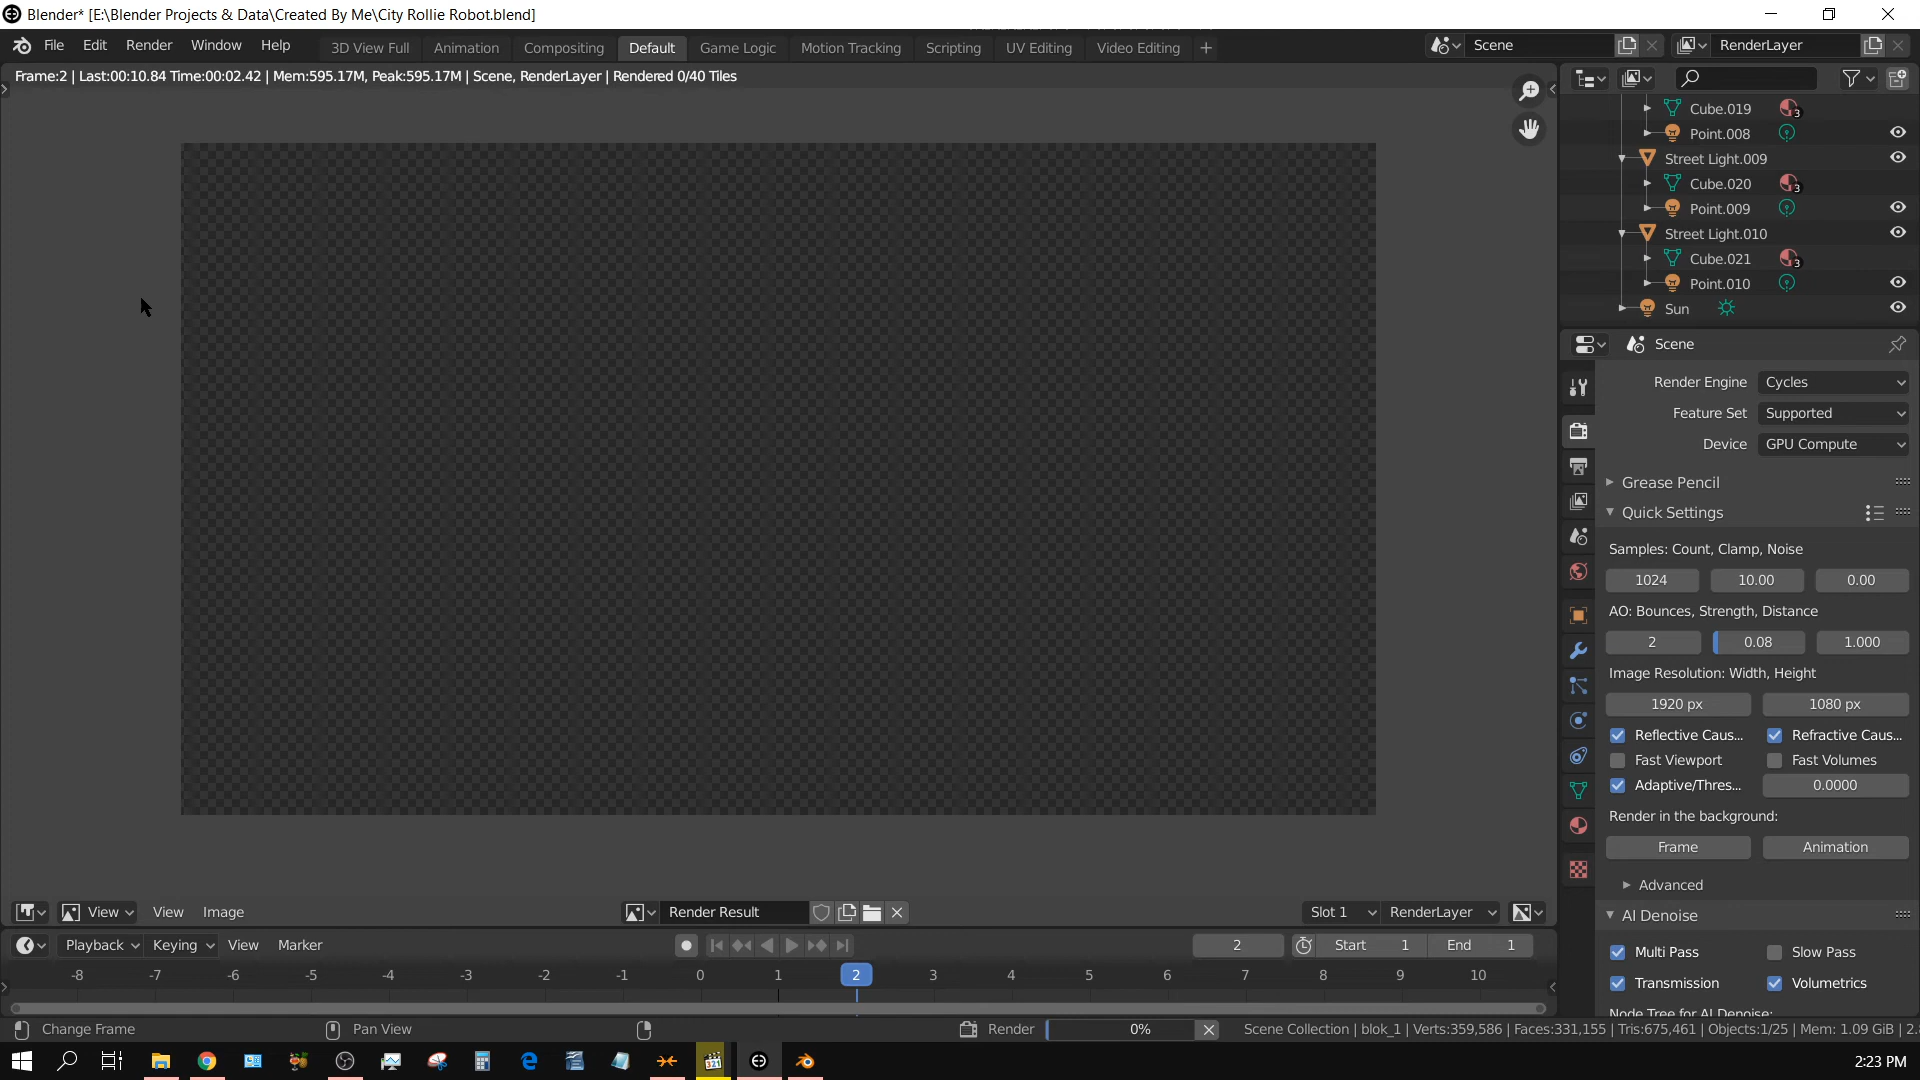 Blender* [E:\Blender Projects & Data\Created By Me\City Rollie Robot.blend]
File Edit Render Window Help 3D View Full Animation Compositing Default Game Logic Motion Tracking Scripting UV Editing Video Editing + Scene RenderLayer
Frame:2 | Last:00:10.84 Time:00:02.42 | Mem:595.17M, Peak:595.17M | Scene, RenderLayer | Rendered 0/40 Tiles
Cube.019 3
Point.008
Street Light.009
Cube.020 3
Point.009
Street Light.010
Cube.021 3
Point.010
Sun
Scene
Render Engine Cycles
Feature Set Supported
Device GPU Compute
Grease Pencil
Quick Settings
Samples: Count, Clamp, Noise
1024 10.00 0.00
AO: Bounces, Strength, Distance
2 0.08 1.000
Image Resolution: Width, Height
1920 px 1080 px
Reflective Caus... Refractive Caus...
Fast Viewport Fast Volumes
Adaptive/Thres... 0.0000
Render in the background:
Frame Animation
Advanced
AI Denoise
Multi Pass Slow Pass
Transmission Volumetrics
View View Image Render Result Slot 1 RenderLayer
Playback Keying View Marker 2 Start 1 End 1
-8 -7 -6 -5 -4 -3 -2 -1 0 1 2 3 4 5 6 7 8 9 10
Change Frame Pan View Render 0% Scene Collection | blok_1 | Verts:359,586 | Faces:331,155 | Tris:675,461 | Objects:1/25 | Mem: 1.09 GiB | 2.
321
2:23 PM